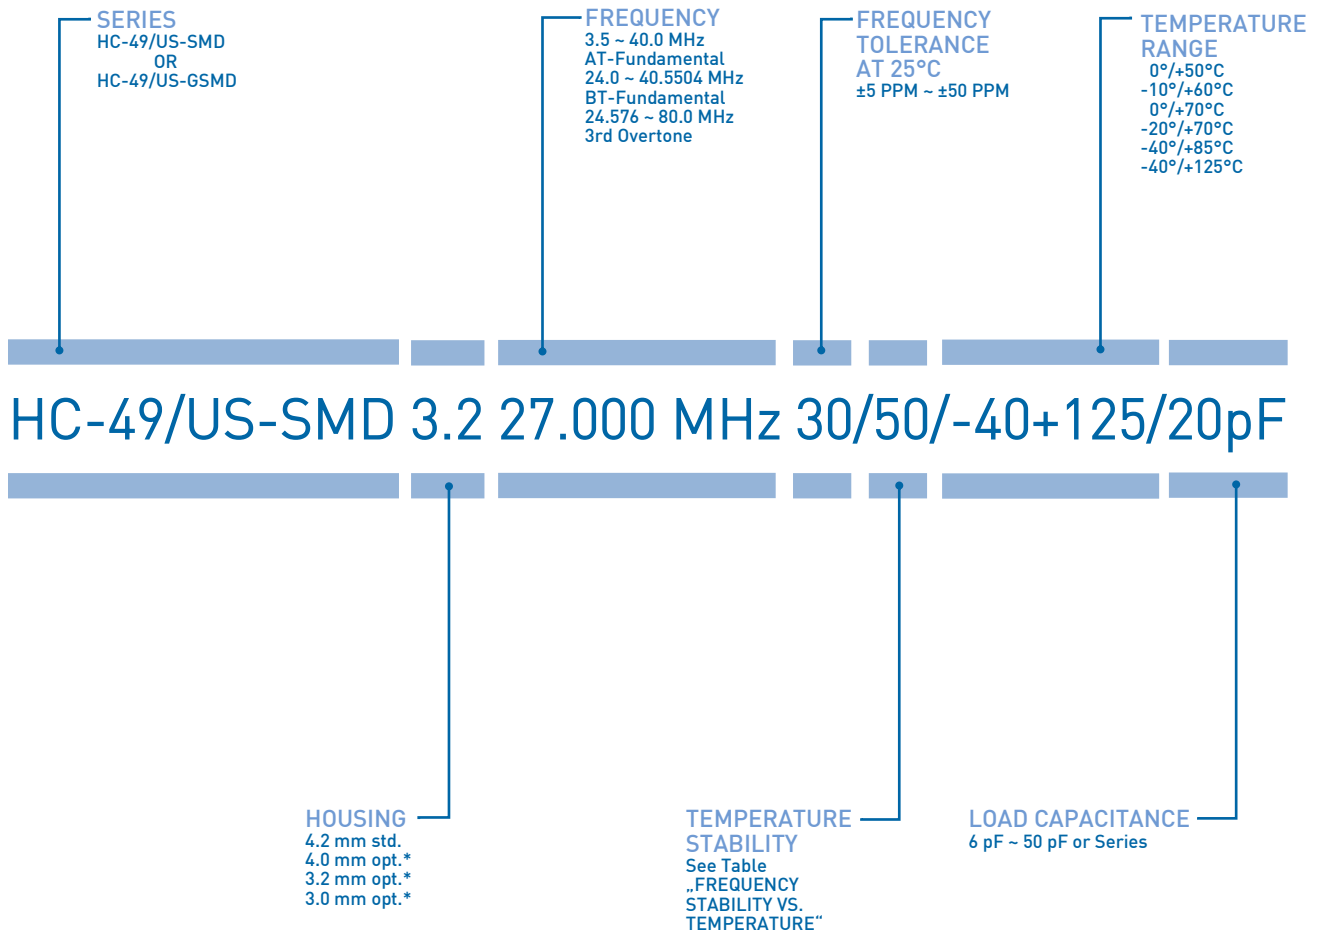 SERIES
HC-49/US-SMD
OR
HC-49/US-GSMD
FREQUENCY
3.5 ~ 40.0 MHz
AT-Fundamental
24.0 ~ 40.5504 MHz
BT-Fundamental
24.576 ~ 80.0 MHz
3rd Overtone
FREQUENCY
TOLERANCE
AT 25°C
±5 PPM ~ ±50 PPM
TEMPERATURE
RANGE
0°/+50°C
-10°/+60°C
0°/+70°C
-20°/+70°C
-40°/+85°C
-40°/+125°C
HC-49/US-SMD 3.2 27.000 MHz 30/50/-40+125/20pF
HOUSING
4.2 mm std.
4.0 mm opt.*
3.2 mm opt.*
3.0 mm opt.*
TEMPERATURE
STABILITY
See Table
„FREQUENCY
STABILITY VS.
TEMPERATURE“
LOAD CAPACITANCE
6 pF ~ 50 pF or Series